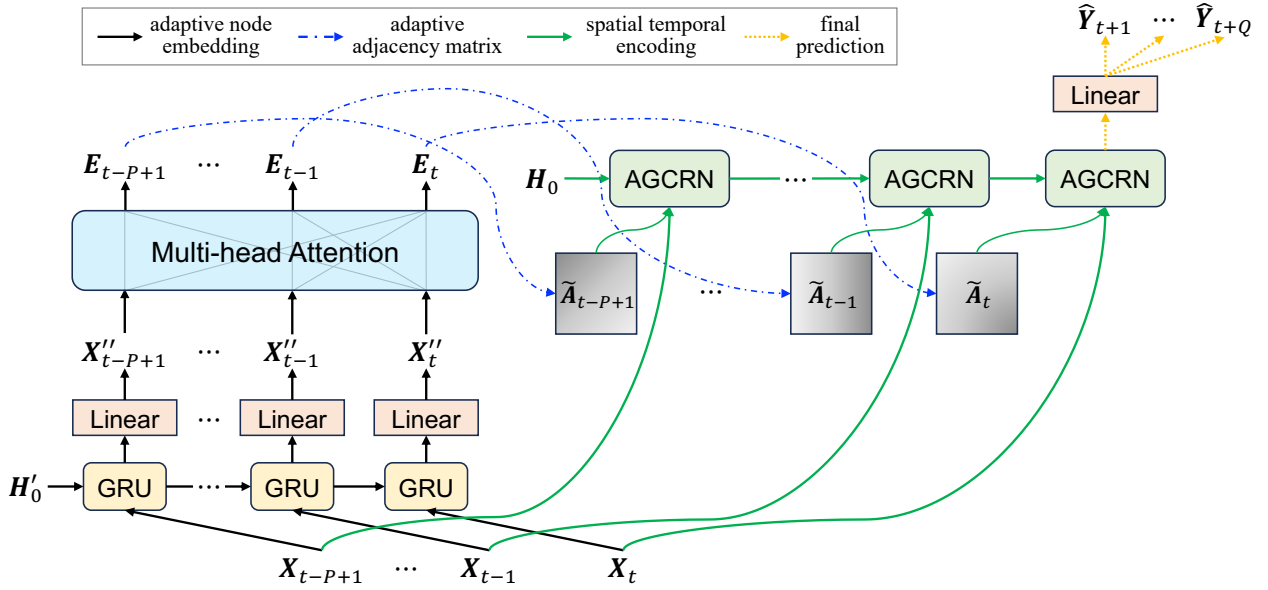 adaptive node embedding
adaptive adjacency matrix
spatial temporal encoding
final prediction
Ŷ_{t+1} ⋯ Ŷ_{t+Q}
Linear
E_{t−P+1} ⋯ E_{t−1} E_t
H_0 AGCRN ⋯ AGCRN AGCRN
Multi-head Attention
Ã_{t−P+1} ⋯ Ã_{t−1} Ã_t
X''_{t−P+1} ⋯ X''_{t−1} X''_t
Linear ⋯ Linear Linear
H'_0 GRU ⋯ GRU GRU
X_{t−P+1} ⋯ X_{t−1} X_t